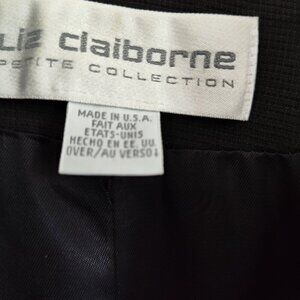 liz claiborne
PETITE COLLECTION
MADE IN U.S.A.
FAIT AUX
ETATS-UNIS
HECHO EN EE. UU.
OVER/AU VERSO